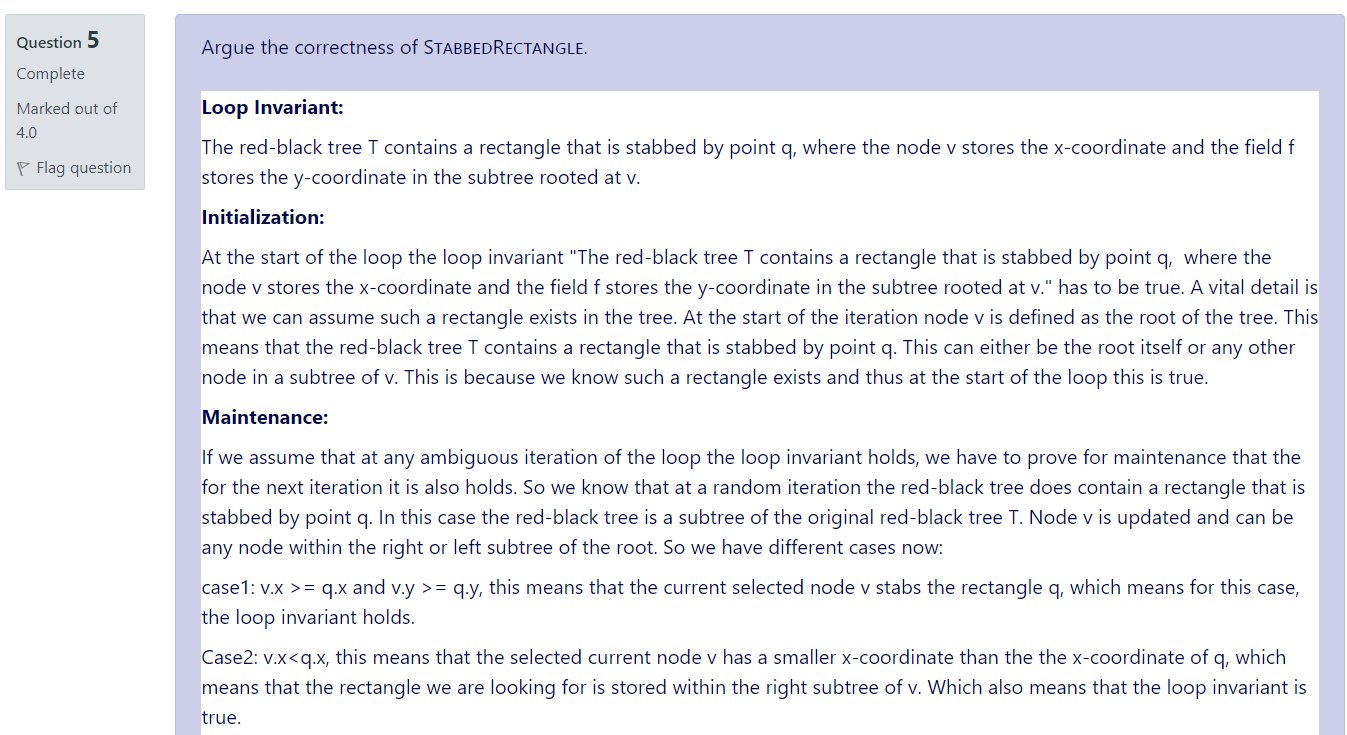 Question 5
Complete
Marked out of
4.0
Flag question
Argue the correctness of STABBEDRECTANGLE.
Loop Invariant:
The red-black tree T contains a rectangle that is stabbed by point q, where the node v stores the x-coordinate and the field f
stores the y-coordinate in the subtree rooted at v.
Initialization:
At the start of the loop the loop invariant "The red-black tree T contains a rectangle that is stabbed by point q,  where the
node v stores the x-coordinate and the field f stores the y-coordinate in the subtree rooted at v." has to be true. A vital detail is
that we can assume such a rectangle exists in the tree. At the start of the iteration node v is defined as the root of the tree. This
means that the red-black tree T contains a rectangle that is stabbed by point q. This can either be the root itself or any other
node in a subtree of v. This is because we know such a rectangle exists and thus at the start of the loop this is true.
Maintenance:
If we assume that at any ambiguous iteration of the loop the loop invariant holds, we have to prove for maintenance that the
for the next iteration it is also holds. So we know that at a random iteration the red-black tree does contain a rectangle that is
stabbed by point q. In this case the red-black tree is a subtree of the original red-black tree T. Node v is updated and can be
any node within the right or left subtree of the root. So we have different cases now:
case1: v.x >= q.x and v.y >= q.y, this means that the current selected node v stabs the rectangle q, which means for this case,
the loop invariant holds.
Case2: v.x<q.x, this means that the selected current node v has a smaller x-coordinate than the the x-coordinate of q, which
means that the rectangle we are looking for is stored within the right subtree of v. Which also means that the loop invariant is
true.